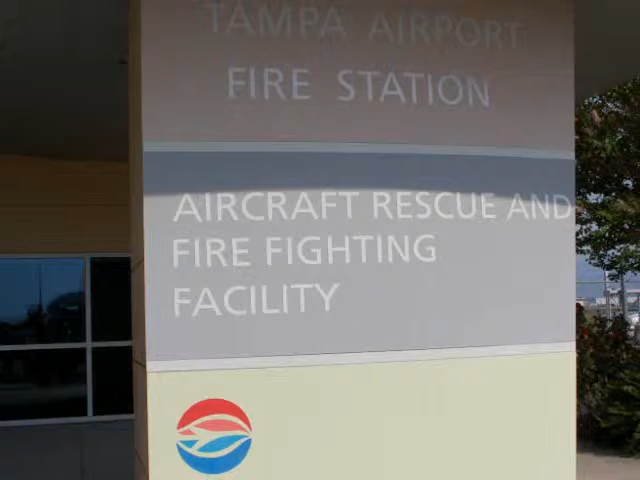 TAMPA AIRPORT
FIRE STATION
AIRCRAFT RESCUE AND
FIRE FIGHTING
FACILITY